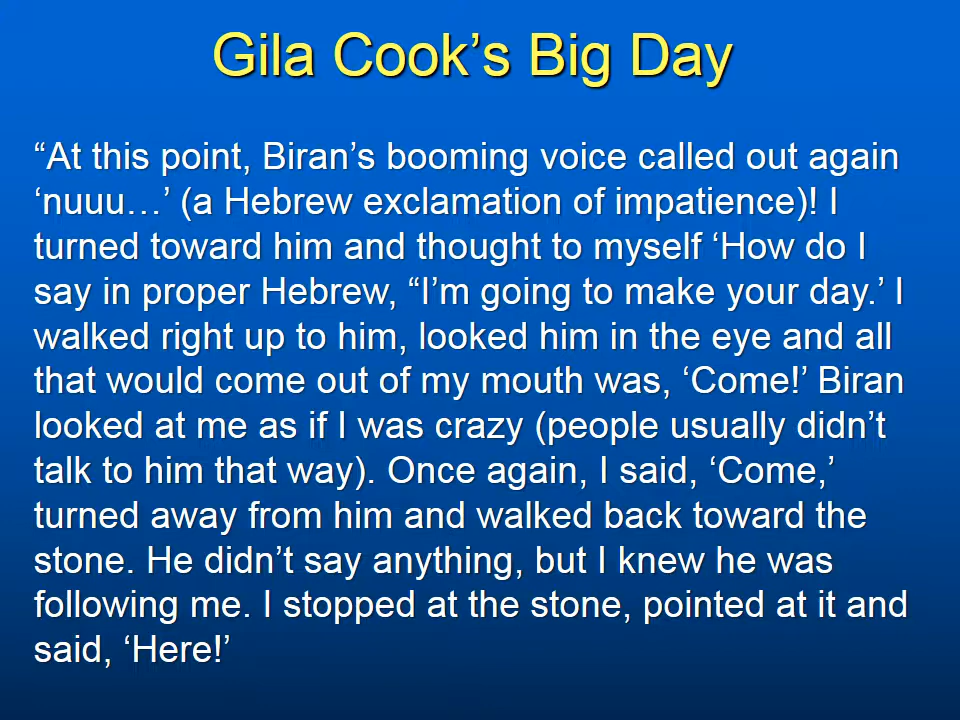 Gila Cook’s Big Day
“At this point, Biran’s booming voice called out again
‘nuuu…’ (a Hebrew exclamation of impatience)! I
turned toward him and thought to myself ‘How do I
say in proper Hebrew, “I’m going to make your day.’ I
walked right up to him, looked him in the eye and all
that would come out of my mouth was, ‘Come!’ Biran
looked at me as if I was crazy (people usually didn’t
talk to him that way). Once again, I said, ‘Come,’
turned away from him and walked back toward the
stone. He didn’t say anything, but I knew he was
following me. I stopped at the stone, pointed at it and
said, ‘Here!’